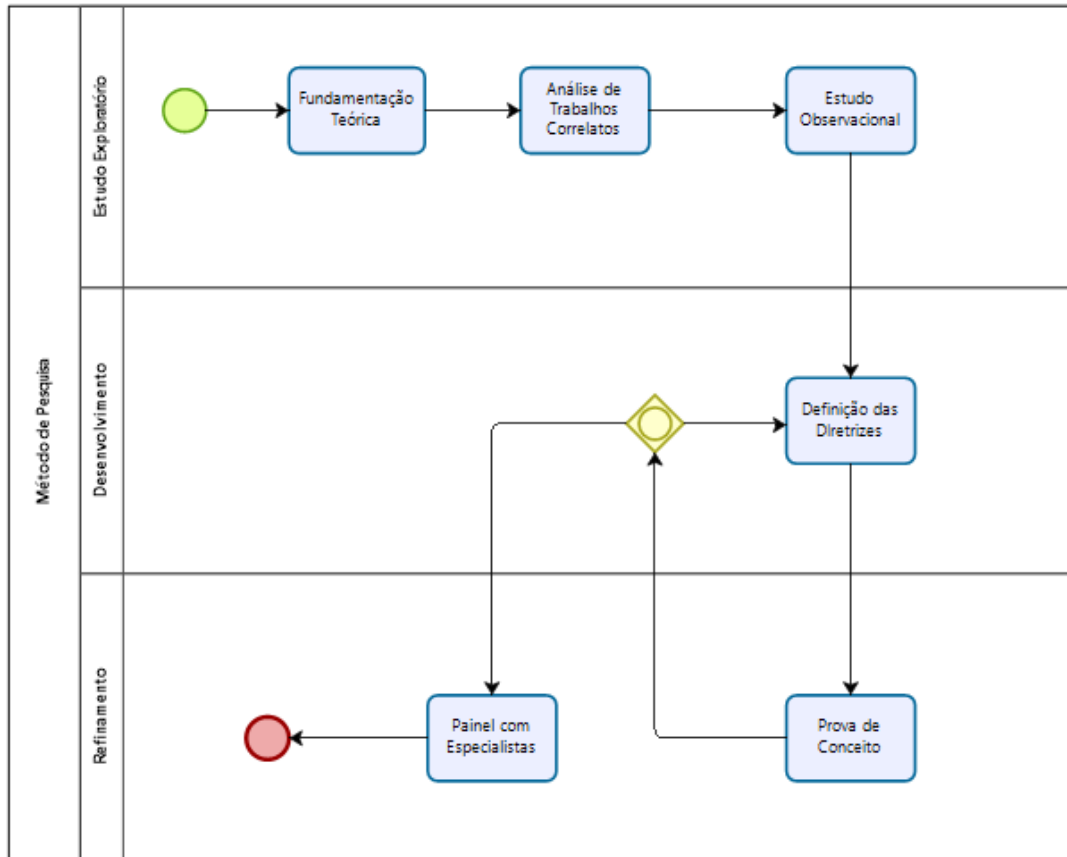 Método de Pesquisa
Estudo Exploratório
Fundamentação
Teórica
Análise de
Trabalhos
Correlatos
Estudo
Observacional
Desenvolvimento
Definição das
DIretrizes
Refinamento
Painel com
Especialistas
Prova de
Conceito